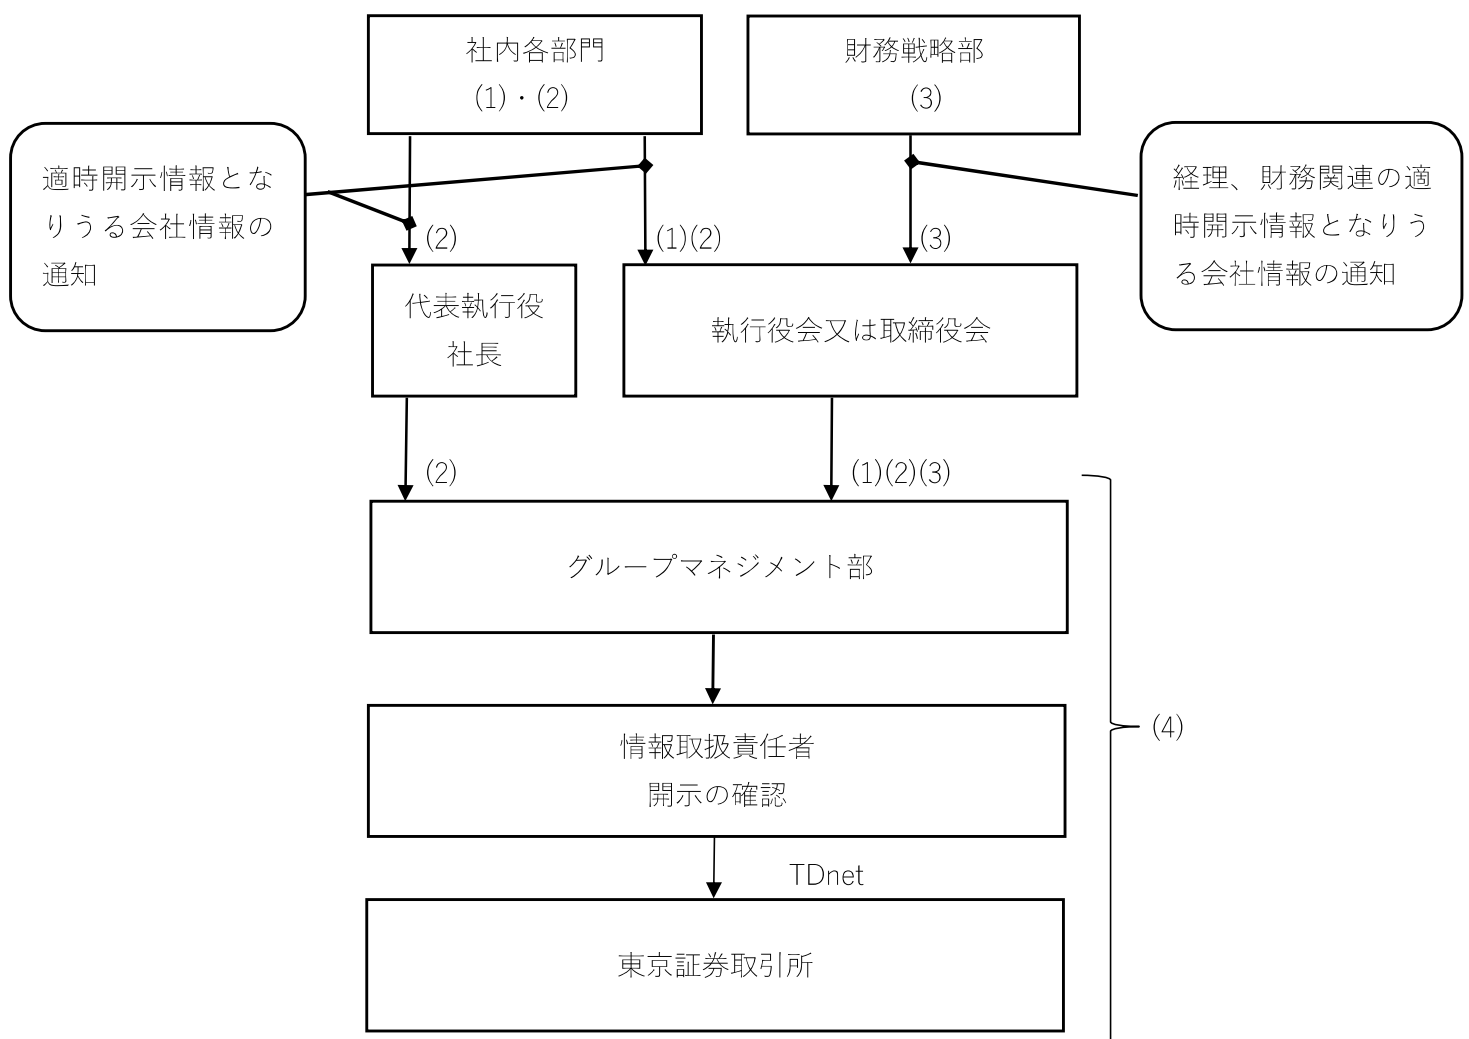 社内各部門
(1)・(2)
財務戦略部
(3)
適時開示情報とな
りうる会社情報の
通知
経理、財務関連の適
時開示情報となりう
る会社情報の通知
(2)
(1)(2)
(3)
代表執行役
社長
執行役会又は取締役会
(2)
(1)(2)(3)
グループマネジメント部
情報取扱責任者
開示の確認
(4)
TDnet
東京証券取引所